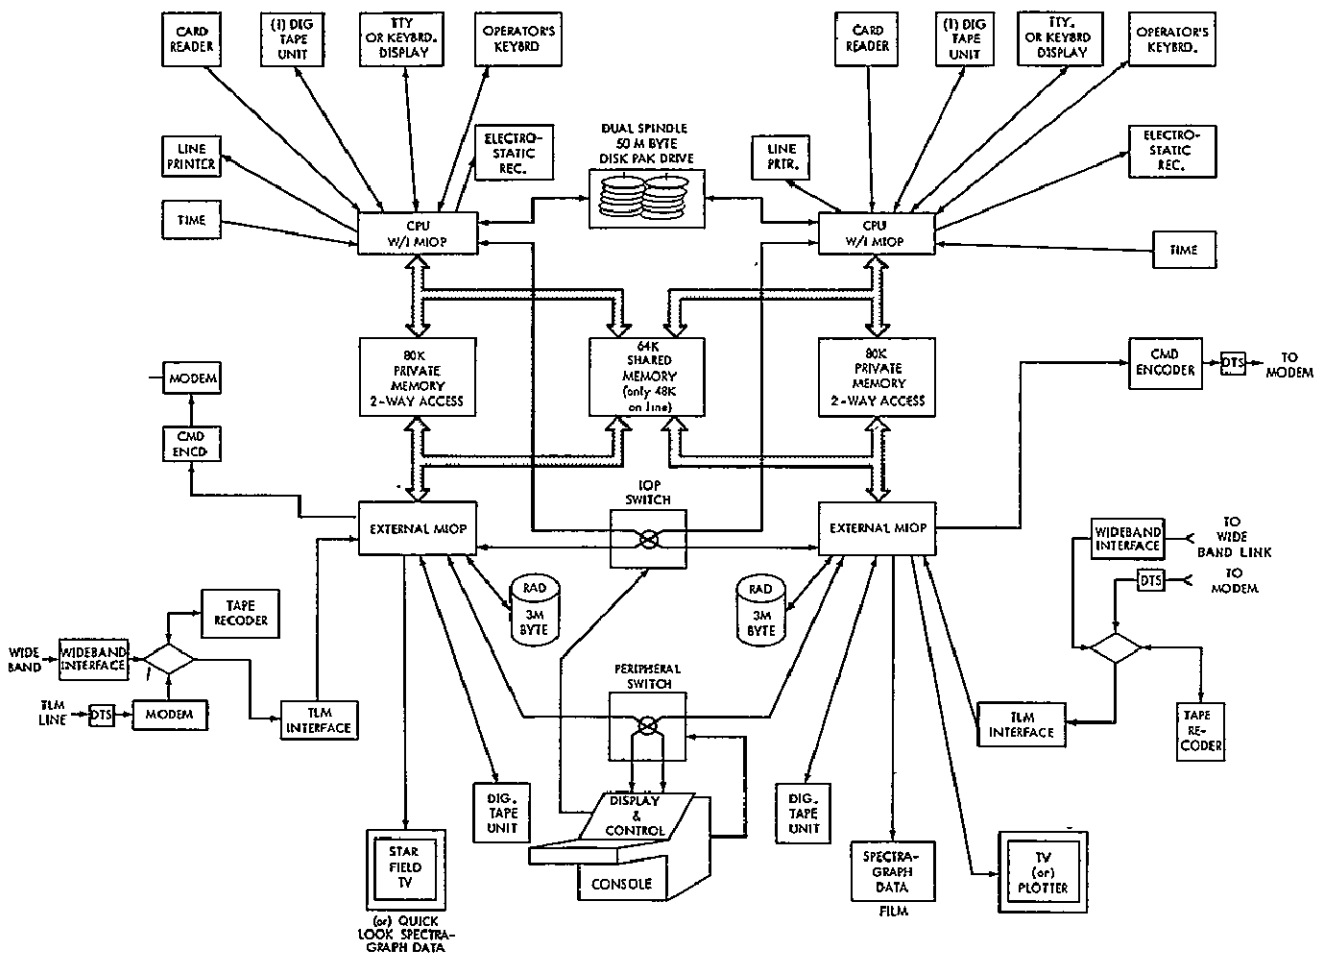 CARD
READER
(1) DIG
TAPE
UNIT
TTY
OR KEYBRD.
DISPLAY
OPERATOR'S
KEYBRD
CARD
READER
(1) DIG
TAPE
UNIT
TTY.
OR KEYBRD
DISPLAY
OPERATOR'S
KEYBRD.
LINE
PRINTER
ELECTRO-
STATIC
REC.
DUAL SPINDLE
50 M BYTE
DISK PAK DRIVE
LINE
PRTR.
ELECTRO-
STATIC
REC.
TIME
CPU
W/1 MIOP
CPU
W/1 MIOP
TIME
80K
PRIVATE
MEMORY
2-WAY ACCESS
64K
SHARED
MEMORY
(only 48K
on line)
80K
PRIVATE
MEMORY
2-WAY ACCESS
CMD
ENCODER
DTS
TO
MODEM
MODEM
CMD
ENCD
IOP
SWITCH
EXTERNAL MIOP
EXTERNAL MIOP
WIDEBAND
INTERFACE
TO
WIDE
BAND LINK
DTS
TO
MODEM
RAD
3M
BYTE
RAD
3M
BYTE
TAPE
RECODER
WIDE
BAND
WIDEBAND
INTERFACE
TLM
LINE
DTS
MODEM
TLM
INTERFACE
PERIPHERAL
SWITCH
TLM
INTERFACE
TAPE
RE-
CODER
DIG.
TAPE
UNIT
DISPLAY
&
CONTROL
CONSOLE
DIG.
TAPE
UNIT
STAR
FIELD
TV
(or) QUICK
LOOK SPECTRA-
GRAPH DATA
SPECTRA-
GRAPH
DATA
FILM
TV
(or)
PLOTTER